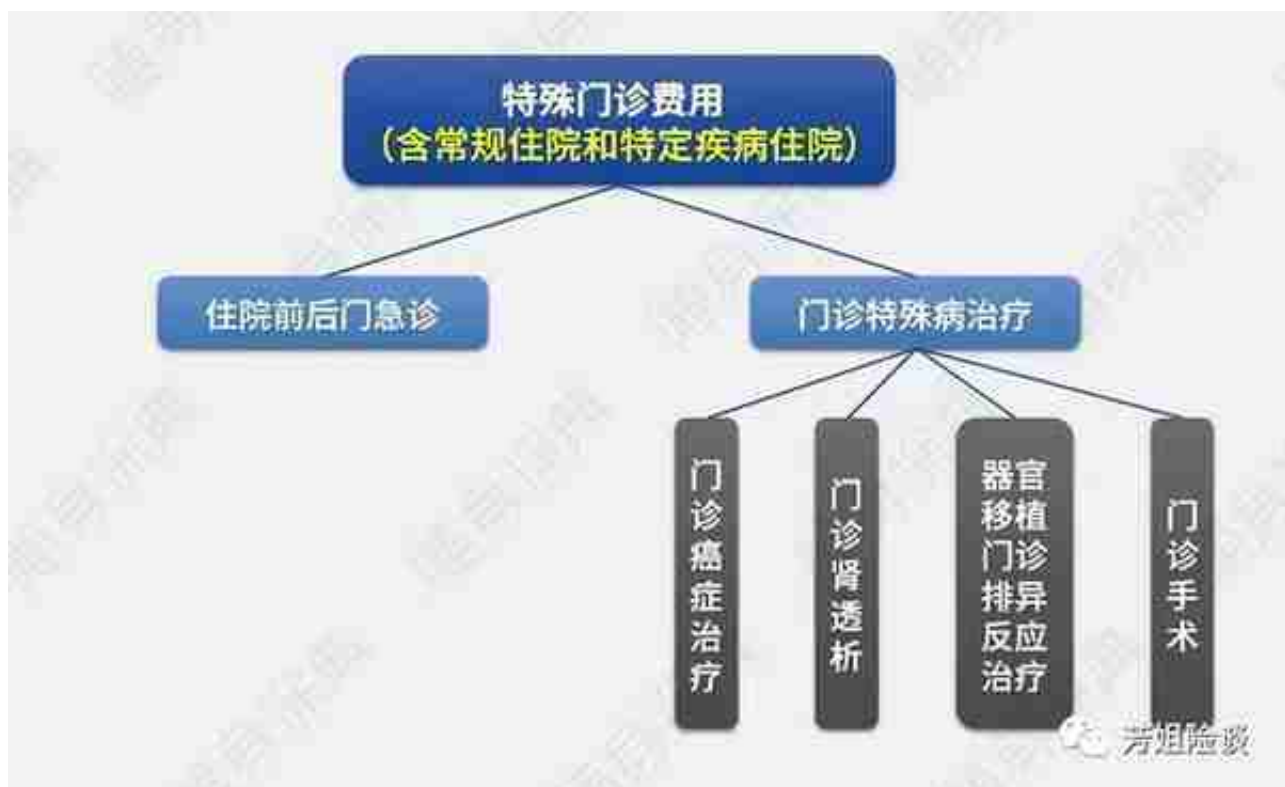 特殊门诊费用
（含常规住院和特定疾病住院）
住院前后门急诊
门诊特殊病治疗
门诊癌症治疗
门诊肾透析
器官
移植
门诊
排异
反应
治疗
门诊手术
芳姐险谈